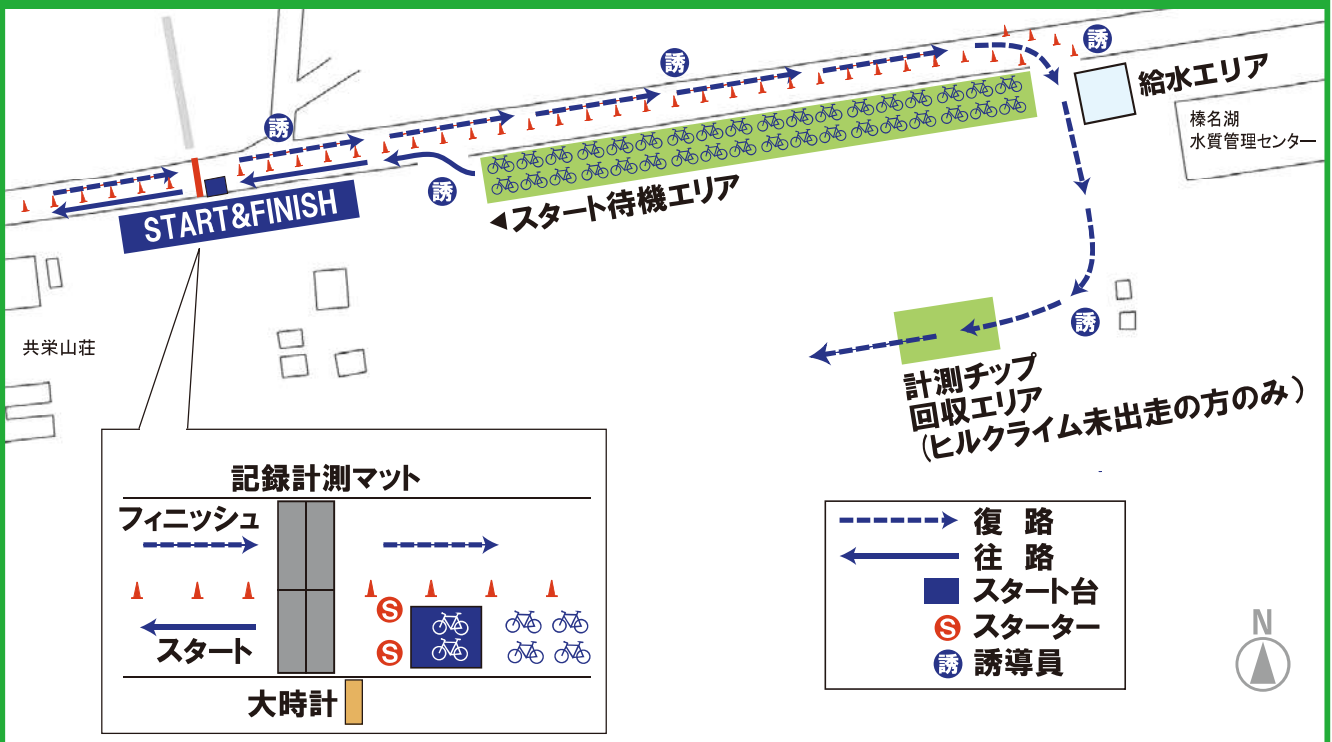 誘
誘
誘
給水エリア
榛名湖
水質管理センター
誘
◀スタート待機エリア
START&FINISH
誘
共栄山荘
計測チップ
回収エリア
(ヒルクライム未出走の方のみ)
記録計測マット
フィニッシュ
スタート
S
S
大時計
復 路
往 路
スタート台
S スターター
誘 誘導員
N